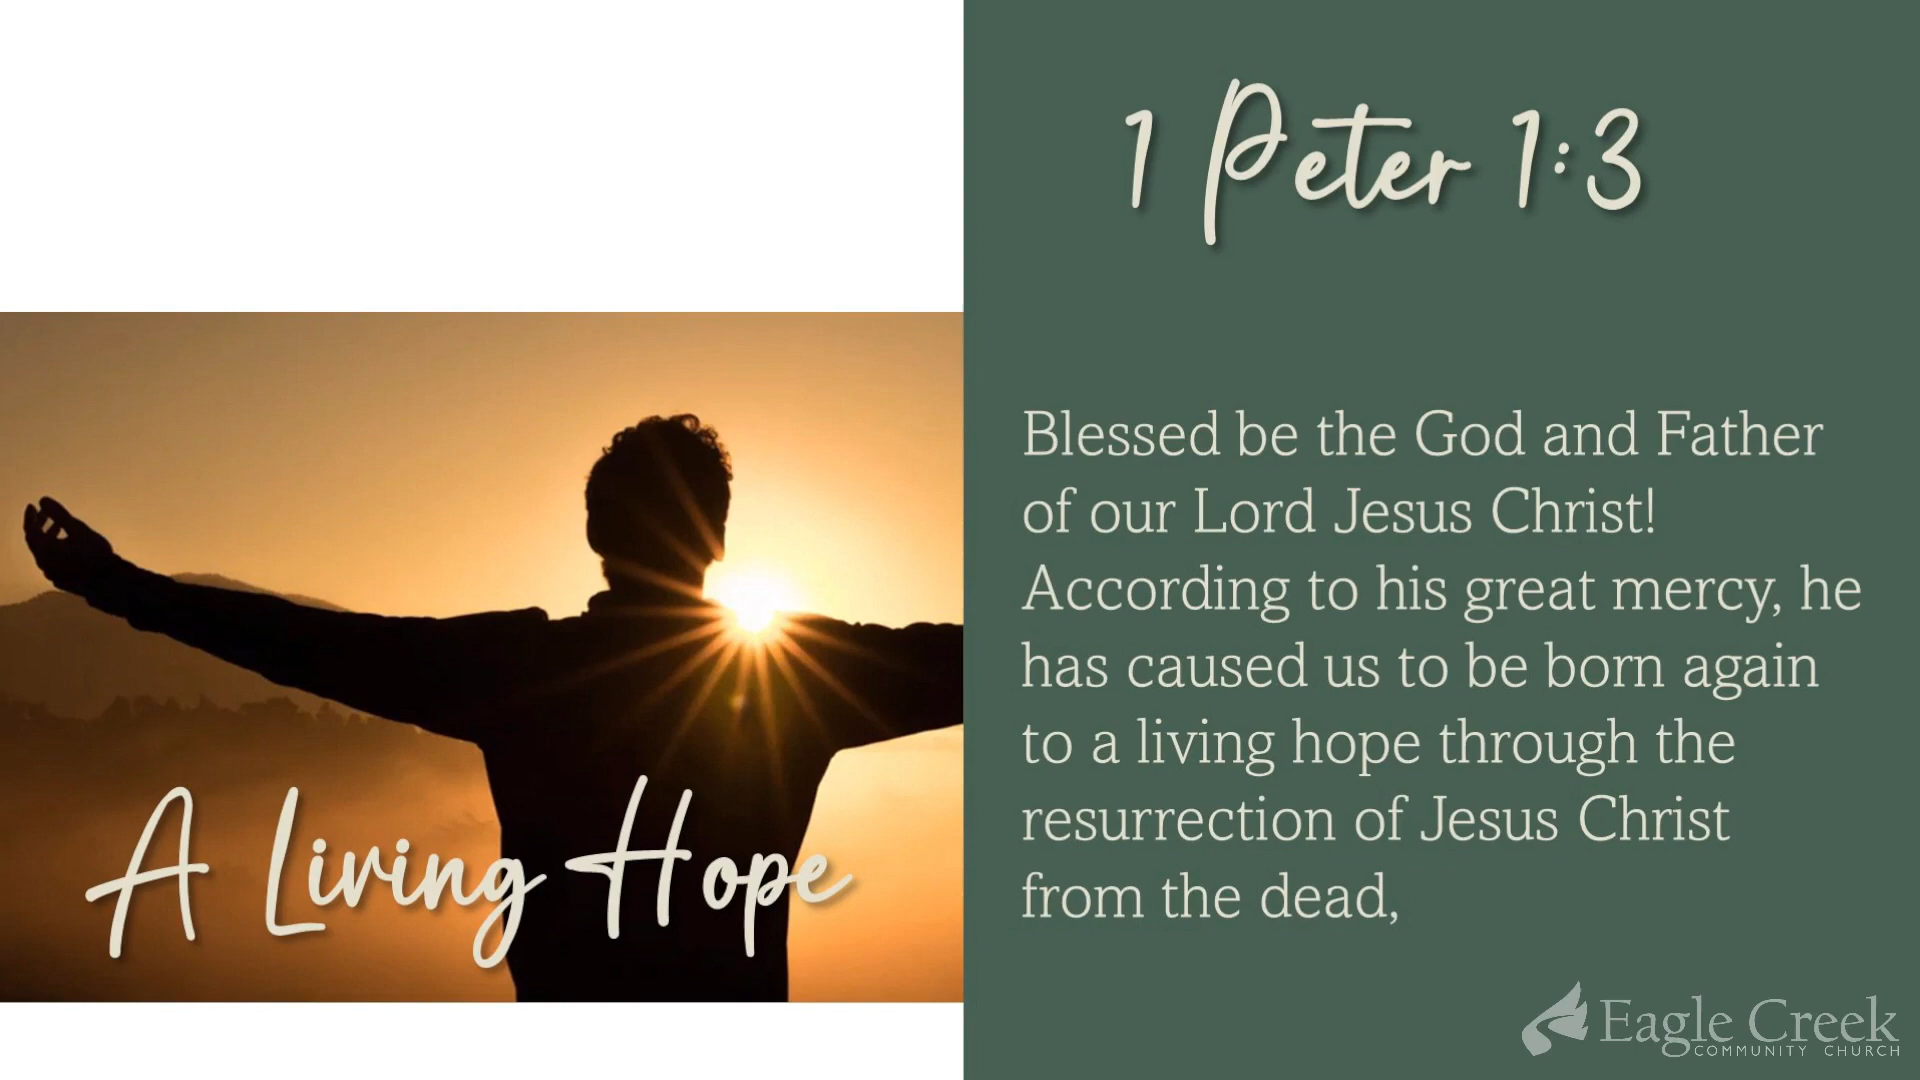 1 Peter 1:3
Blessed be the God and Father
of our Lord Jesus Christ!
According to his great mercy, he
has caused us to be born again
to a living hope through the
resurrection of Jesus Christ
from the dead,
A Living Hope
Eagle Creek
COMMUNITY CHURCH